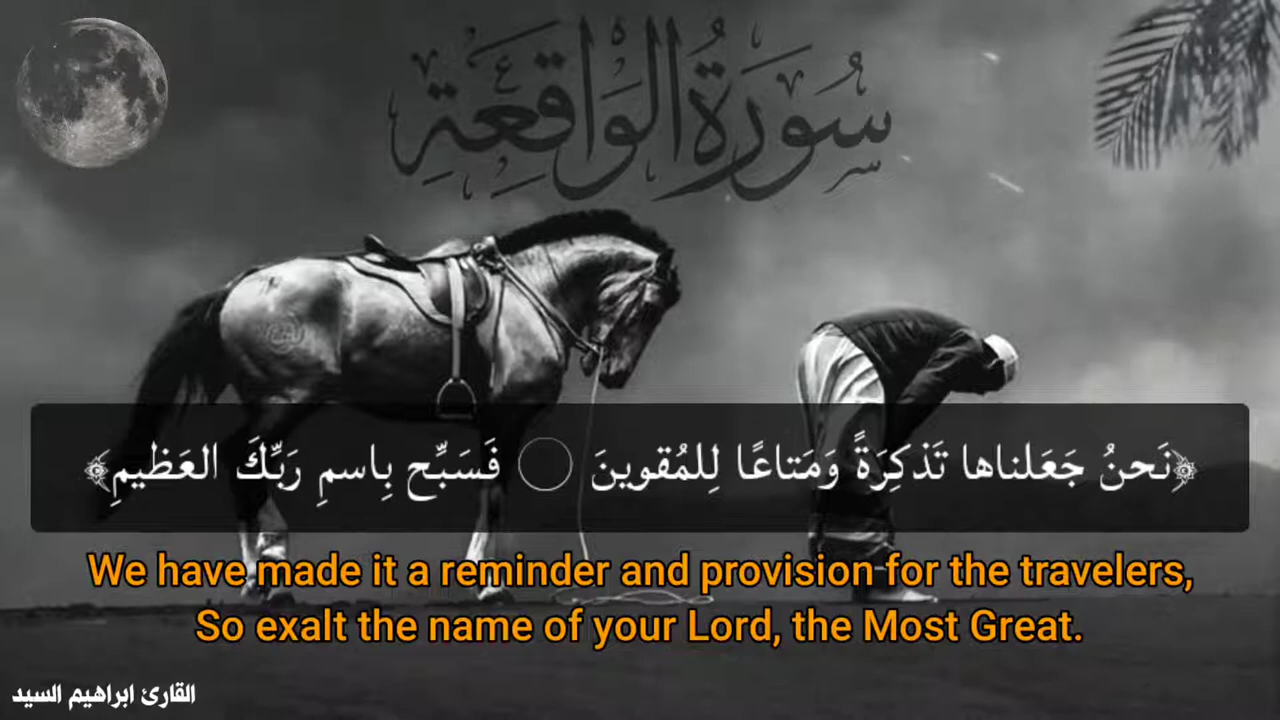 سُورَةُ الْوَاقِعَةِ
﴿نَحنُ جَعَلناها تَذكِرَةً وَمَتاعًا لِلمُقوينَ ۝ فَسَبِّح بِاسمِ رَبِّكَ العَظيمِ﴾
We have made it a reminder and provision for the travelers,
So exalt the name of your Lord, the Most Great.
القارئ ابراهيم السيد